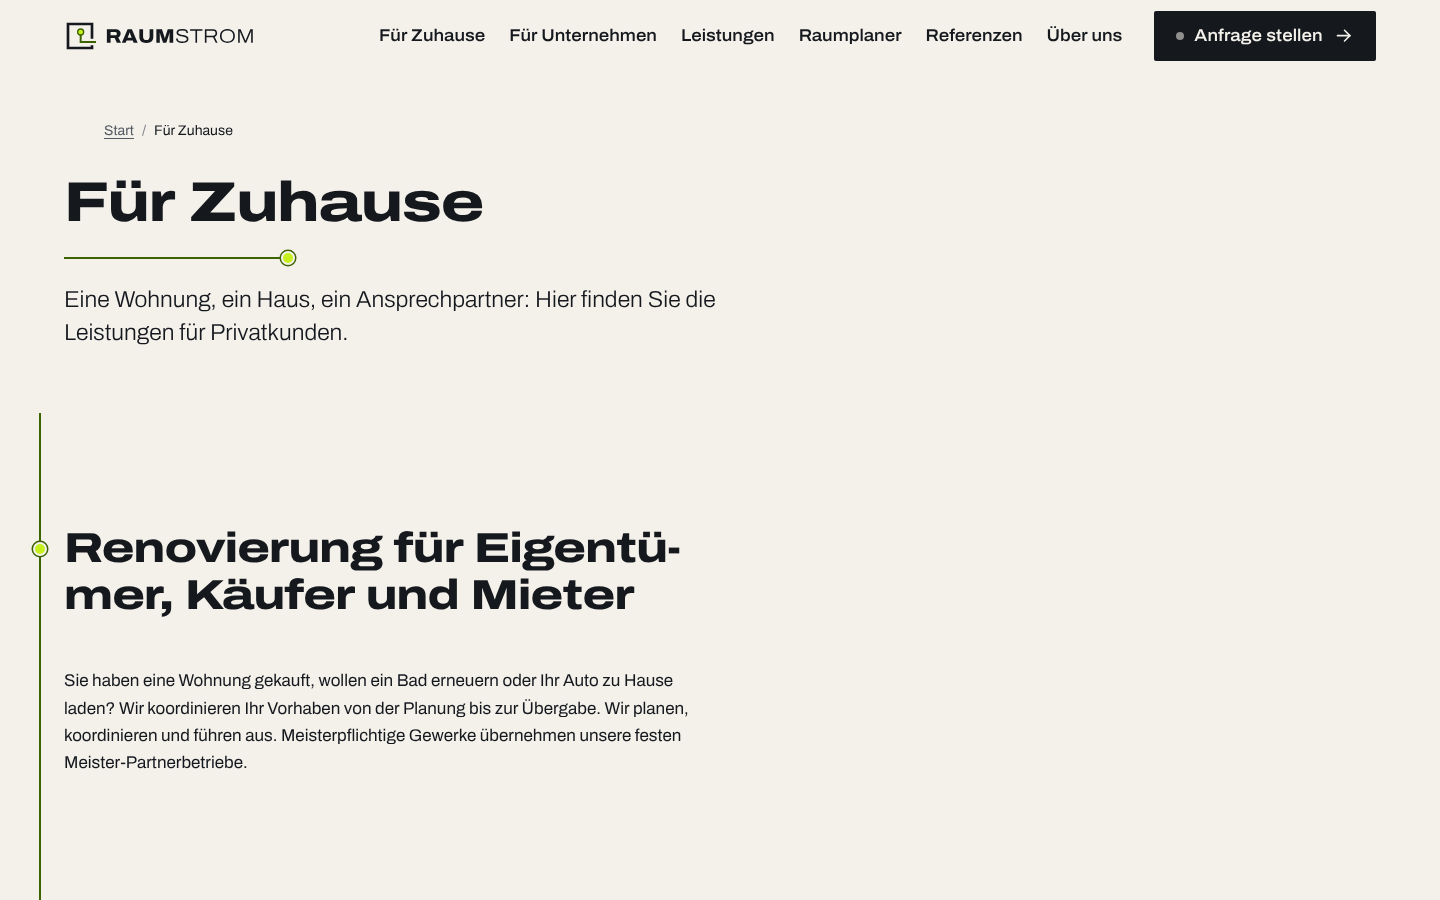 RAUMSTROM
Für Zuhause
Für Unternehmen
Leistungen
Raumplaner
Referenzen
Über uns
Anfrage stellen →
Start / Für Zuhause
Für Zuhause
Eine Wohnung, ein Haus, ein Ansprechpartner: Hier finden Sie die
Leistungen für Privatkunden.
Renovierung für Eigentü-
mer, Käufer und Mieter
Sie haben eine Wohnung gekauft, wollen ein Bad erneuern oder Ihr Auto zu Hause
laden? Wir koordinieren Ihr Vorhaben von der Planung bis zur Übergabe. Wir planen,
koordinieren und führen aus. Meisterpflichtige Gewerke übernehmen unsere festen
Meister-Partnerbetriebe.